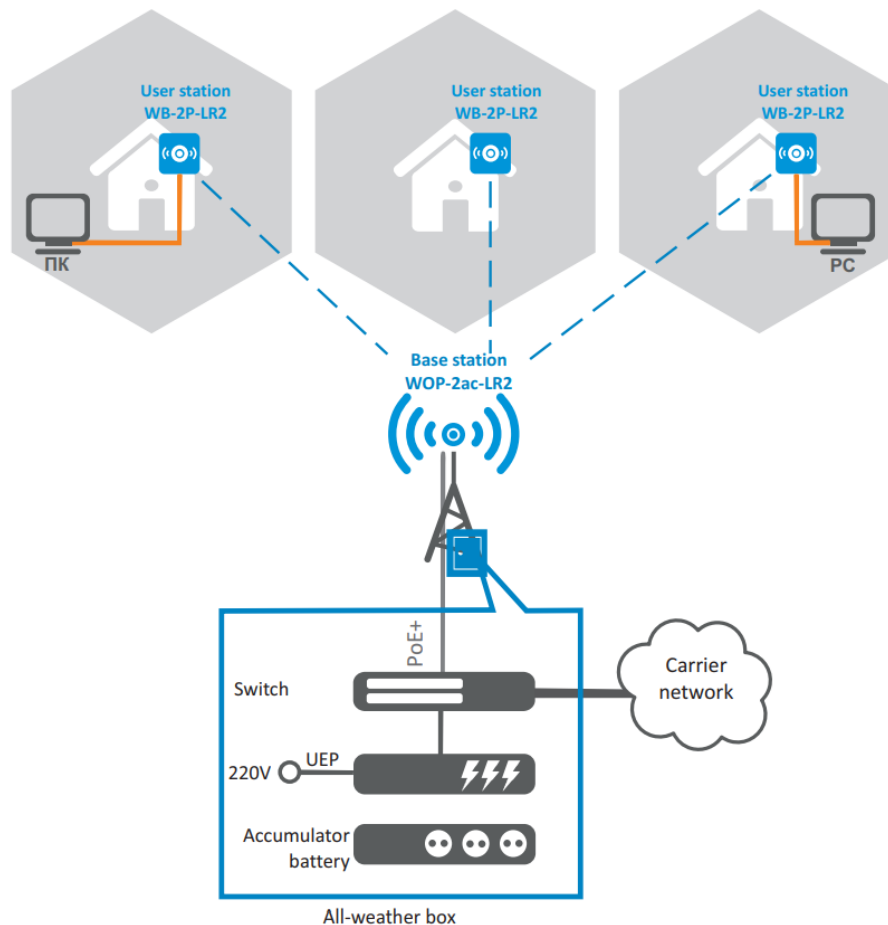 User station
WB-2P-LR2
User station
WB-2P-LR2
User station
WB-2P-LR2
ПК
PC
Base station
WOP-2ac-LR2
PoE+
Switch
Carrier
network
220V
UEP
Accumulator
battery
All-weather box